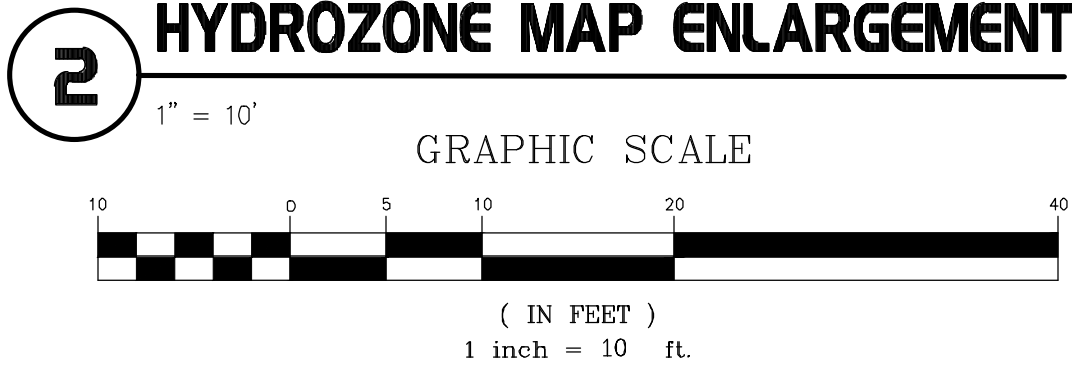 2
HYDROZONE MAP ENLARGEMENT
1" = 10'
GRAPHIC SCALE
10 0 5 10 20 40
( IN FEET )
1 inch = 10 ft.